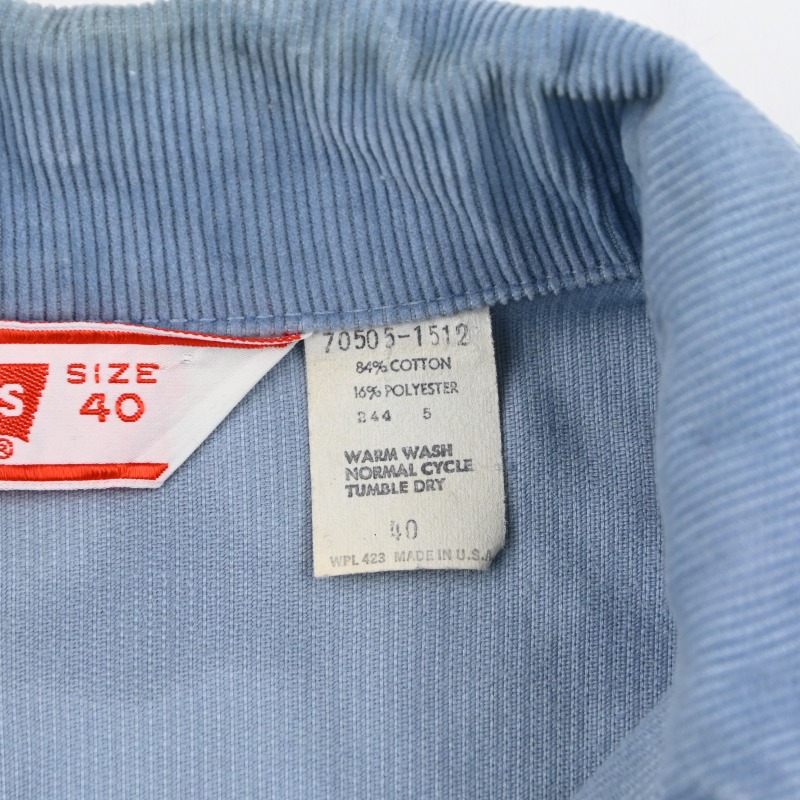 S
®
SIZE
40
70505-1512
84% COTTON
16% POLYESTER
244 5
WARM WASH
NORMAL CYCLE
TUMBLE DRY
40
WPL 423 MADE IN U.S.A